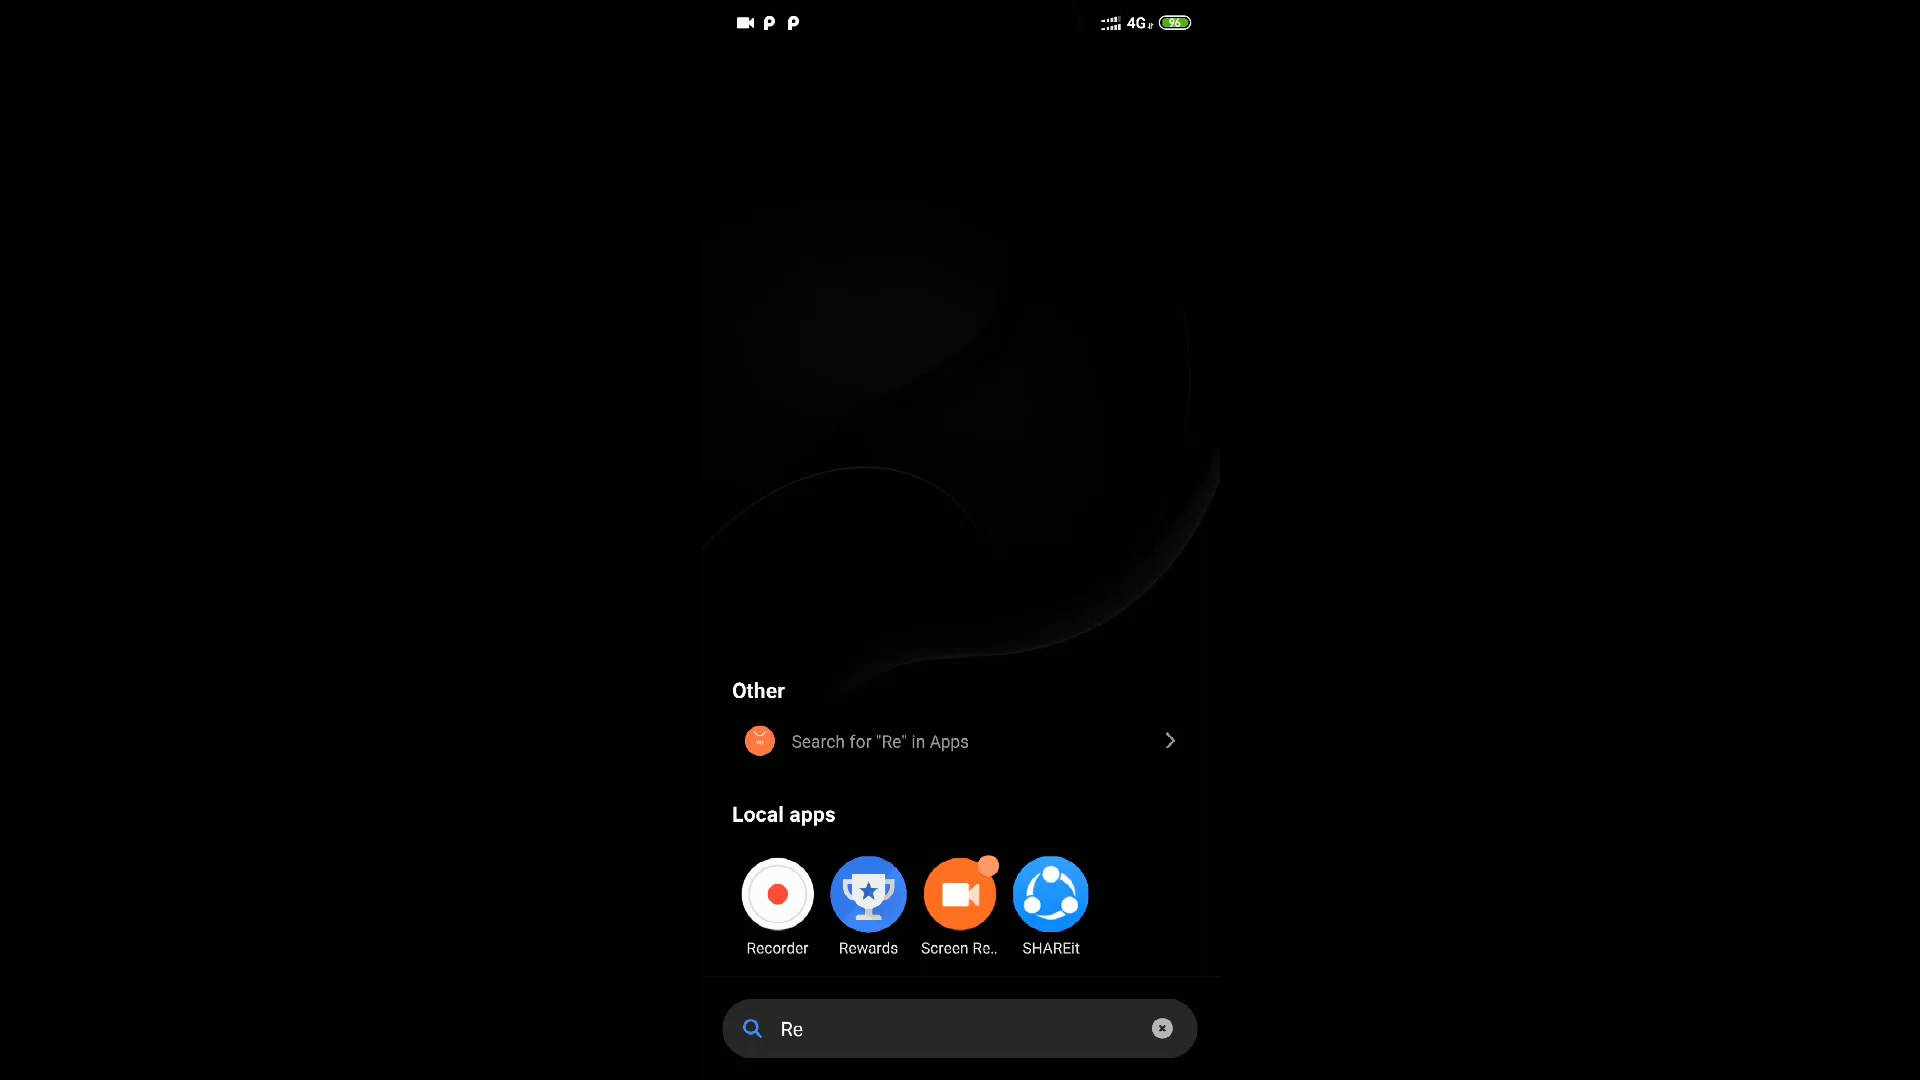 4G 96
Other
Search for "Re" in Apps
Local apps
Recorder Rewards Screen Re.. SHAREit
Re